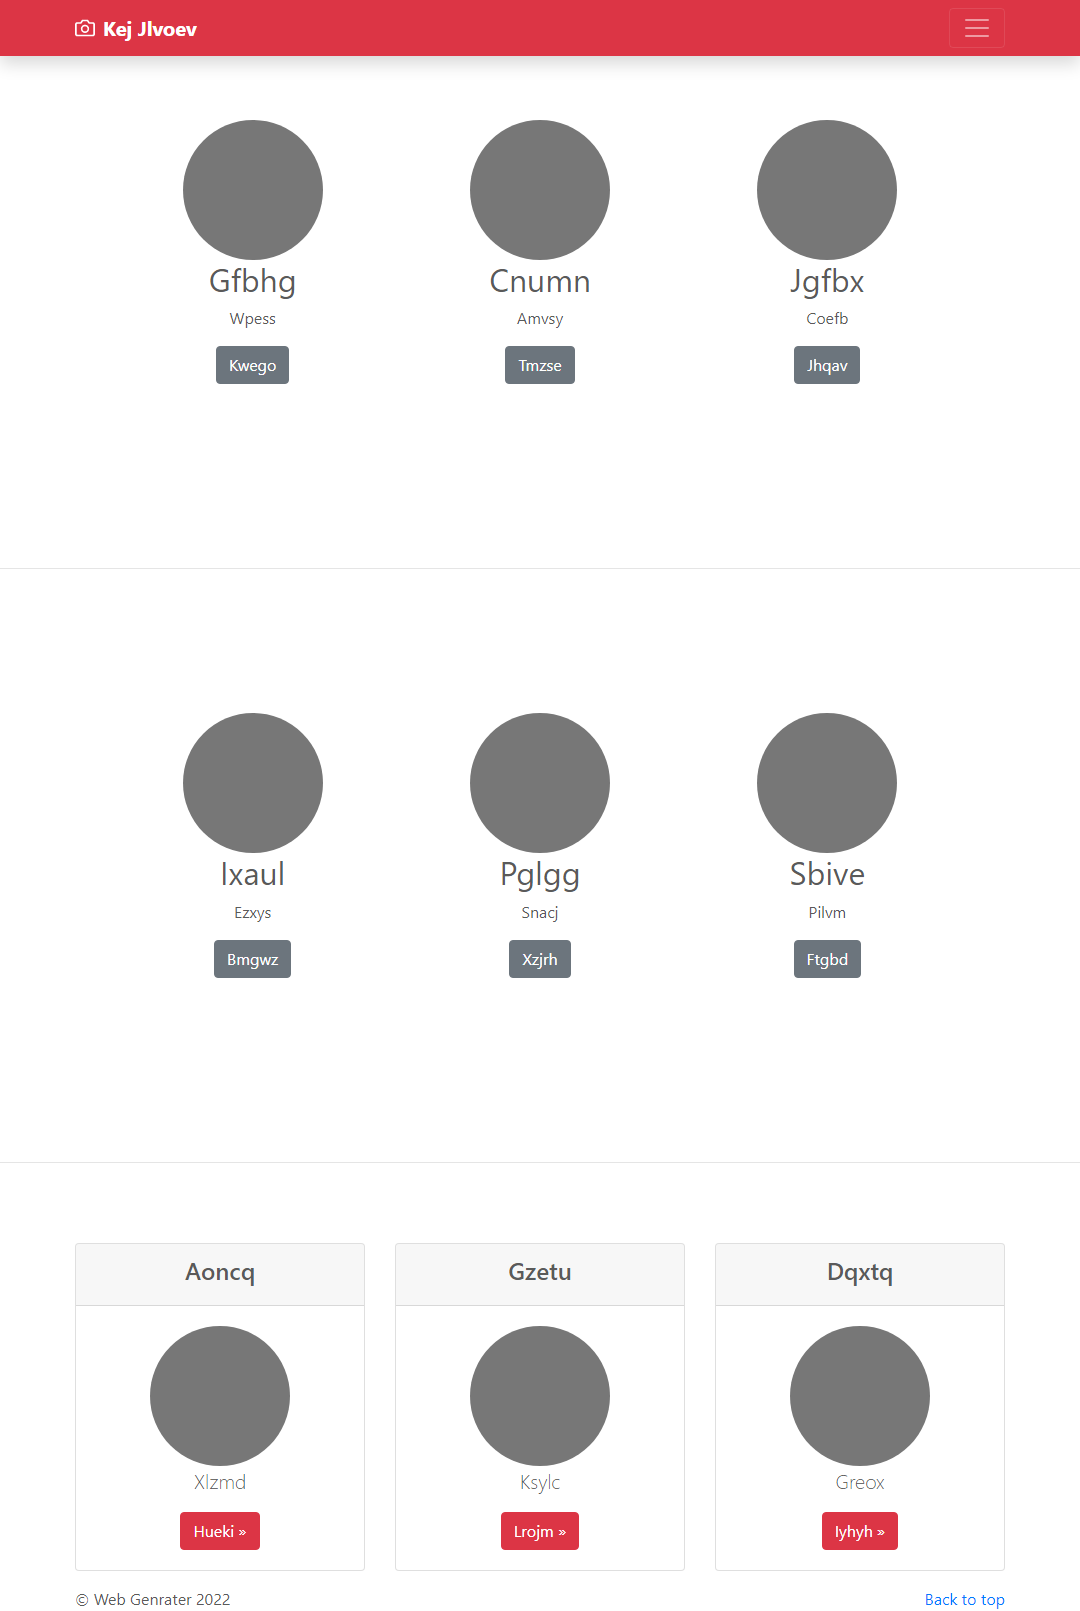 Kej Jlvoev
Gfbhg
Cnumn
Jgfbx
Wpess
Amvsy
Coefb
Kwego
Tmzse
Jhqav
Ixaul
Pglgg
Sbive
Ezxys
Snacj
Pilvm
Bmgwz
Xzjrh
Ftgbd
Aoncq
Gzetu
Dqxtq
Xlzmd
Ksylc
Greox
Hueki »
Lrojm »
Iyhyh »
© Web Genrater 2022
Back to top